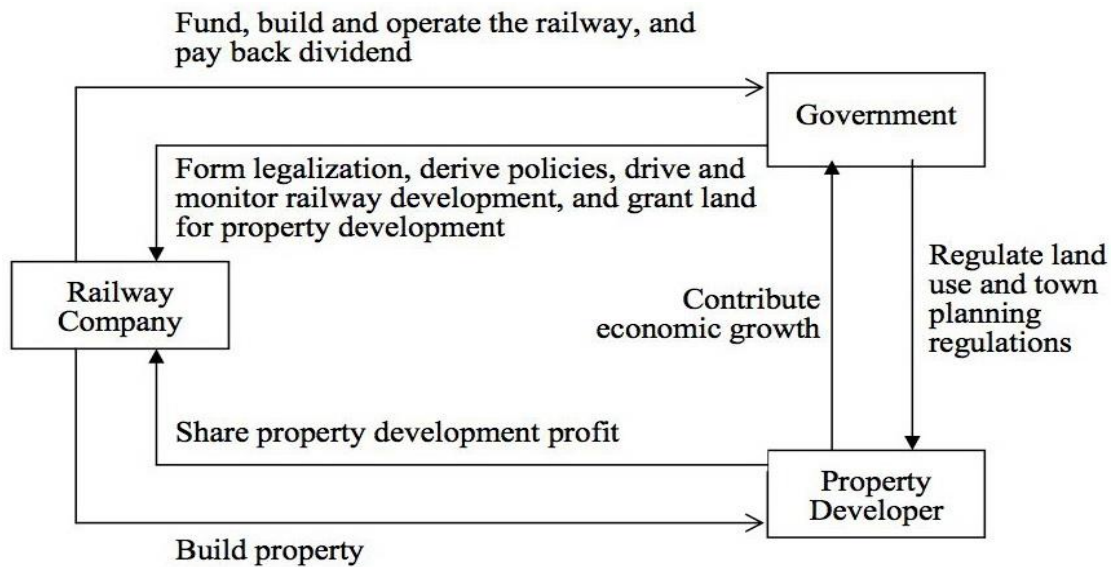 Fund, build and operate the railway, and
pay back dividend
Government
Form legalization, derive policies, drive and
monitor railway development, and grant land
for property development
Railway
Company
Contribute
economic growth
Regulate land
use and town
planning
regulations
Share property development profit
Property
Developer
Build property